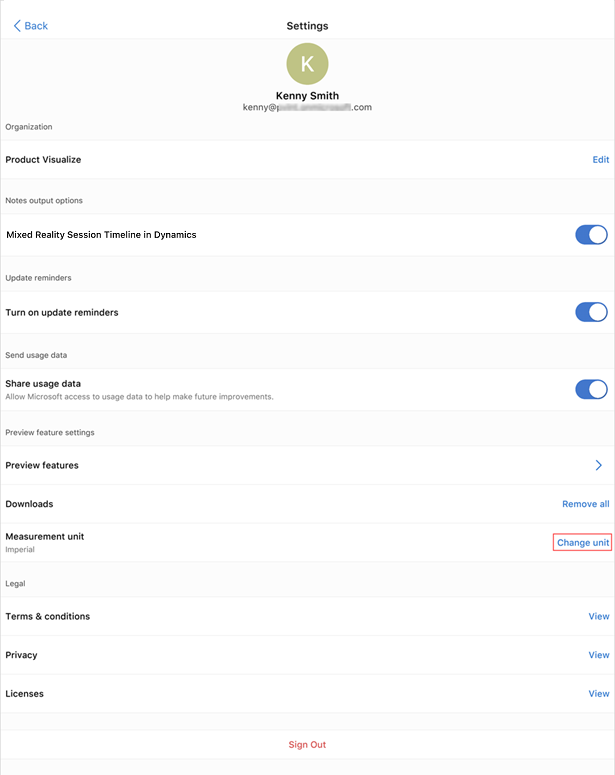 Back
Settings
K
Kenny Smith
kenny@ .com
Organization
Product Visualize
Edit
Notes output options
Mixed Reality Session Timeline in Dynamics
Update reminders
Turn on update reminders
Send usage data
Share usage data
Allow Microsoft access to usage data to help make future improvements.
Preview feature settings
Preview features
Downloads
Remove all
Measurement unit
Imperial
Change unit
Legal
Terms & conditions
View
Privacy
View
Licenses
View
Sign Out